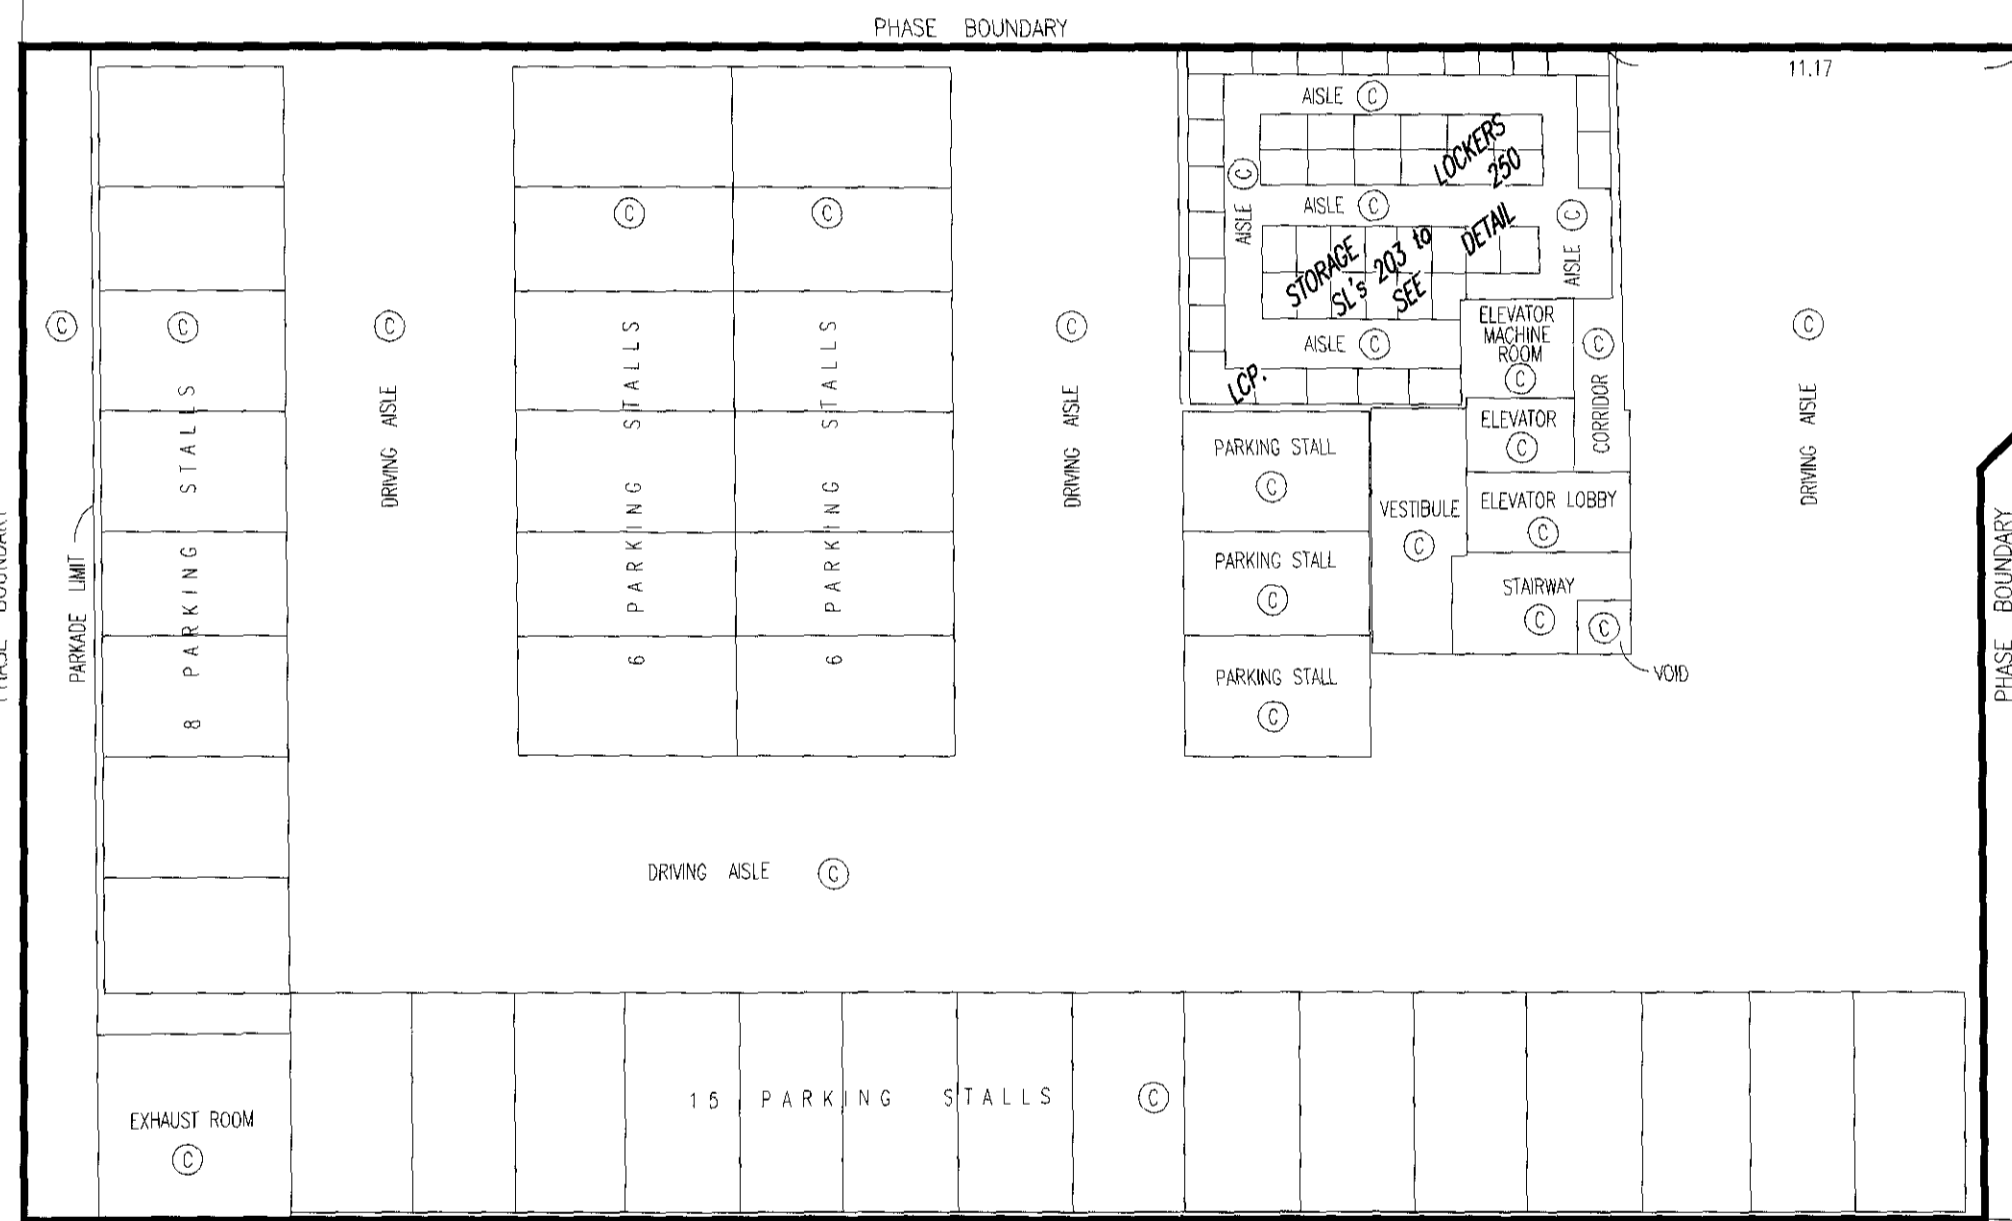 PHASE BOUNDARY
11.17
AISLE C
LOCKERS
250
AISLE C
AISLE C
AISLE C
STORAGE
SL's 203 to
SEE DETAIL
AISLE C
LCP.
ELEVATOR
MACHINE
ROOM
C
CORRIDOR C
ELEVATOR
C
ELEVATOR LOBBY
C
VESTIBULE
C
STAIRWAY
C
C
VOID
PARKING STALL
C
PARKING STALL
C
PARKING STALL
C
C
PARKADE LIMIT
8 PARKING STALLS C
DRIVING AISLE C
6 PARKING STALLS C
6 PARKING STALLS C
DRIVING AISLE C
DRIVING AISLE C
PHASE BOUNDARY
PHASE BOUNDARY
DRIVING AISLE C
15 PARKING STALLS C
EXHAUST ROOM
C